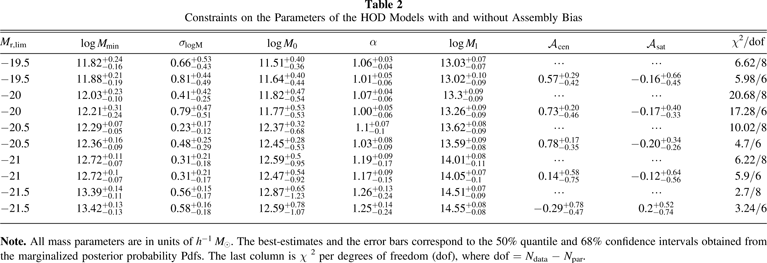 Table 2
Constraints on the Parameters of the HOD Models with and without Assembly Bias
M_r,lim log M_min σ_logM log M_0 α log M_1 𝒜_cen 𝒜_sat χ²/dof
−19.5 11.82^{+0.24}_{−0.16} 0.66^{+0.53}_{−0.43} 11.51^{+0.40}_{−0.36} 1.06^{+0.03}_{−0.04} 13.03^{+0.07}_{−0.07} ⋯ ⋯ 6.62/8
−19.5 11.88^{+0.21}_{−0.19} 0.81^{+0.44}_{−0.49} 11.64^{+0.40}_{−0.44} 1.01^{+0.05}_{−0.06} 13.02^{+0.10}_{−0.09} 0.57^{+0.29}_{−0.42} −0.16^{+0.66}_{−0.45} 5.98/6
−20 12.03^{+0.23}_{−0.10} 0.41^{+0.42}_{−0.25} 11.82^{+0.47}_{−0.54} 1.07^{+0.04}_{−0.06} 13.3^{+0.09}_{−0.09} ⋯ ⋯ 20.68/8
−20 12.21^{+0.31}_{−0.24} 0.79^{+0.47}_{−0.51} 11.77^{+0.53}_{−0.53} 1.00^{+0.05}_{−0.06} 13.26^{+0.09}_{−0.09} 0.73^{+0.20}_{−0.46} −0.17^{+0.40}_{−0.33} 17.28/6
−20.5 12.29^{+0.07}_{−0.05} 0.23^{+0.17}_{−0.12} 12.37^{+0.32}_{−0.68} 1.1^{+0.07}_{−0.1} 13.62^{+0.08}_{−0.09} ⋯ ⋯ 10.02/8
−20.5 12.36^{+0.16}_{−0.09} 0.48^{+0.25}_{−0.29} 12.45^{+0.28}_{−0.53} 1.03^{+0.08}_{−0.09} 13.59^{+0.08}_{−0.08} 0.78^{+0.17}_{−0.35} −0.20^{+0.34}_{−0.26} 4.7/6
−21 12.72^{+0.11}_{−0.07} 0.31^{+0.21}_{−0.18} 12.59^{+0.5}_{−0.95} 1.19^{+0.09}_{−0.17} 14.01^{+0.08}_{−0.11} ⋯ ⋯ 6.22/8
−21 12.72^{+0.1}_{−0.07} 0.31^{+0.21}_{−0.17} 12.47^{+0.54}_{−0.92} 1.17^{+0.09}_{−0.15} 14.05^{+0.07}_{−0.1} 0.14^{+0.58}_{−0.75} −0.12^{+0.64}_{−0.56} 5.9/6
−21.5 13.39^{+0.14}_{−0.11} 0.56^{+0.15}_{−0.17} 12.87^{+0.65}_{−1.23} 1.26^{+0.13}_{−0.24} 14.51^{+0.07}_{−0.09} ⋯ ⋯ 2.7/8
−21.5 13.42^{+0.13}_{−0.13} 0.58^{+0.16}_{−0.18} 12.59^{+0.78}_{−1.07} 1.25^{+0.14}_{−0.24} 14.55^{+0.08}_{−0.08} −0.29^{+0.78}_{−0.47} 0.2^{+0.52}_{−0.74} 3.24/6
Note. All mass parameters are in units of h^{−1} M_⊙. The best-estimates and the error bars correspond to the 50% quantile and 68% confidence intervals obtained from
the marginalized posterior probability Pdfs. The last column is χ ² per degrees of freedom (dof), where dof = N_data − N_par.